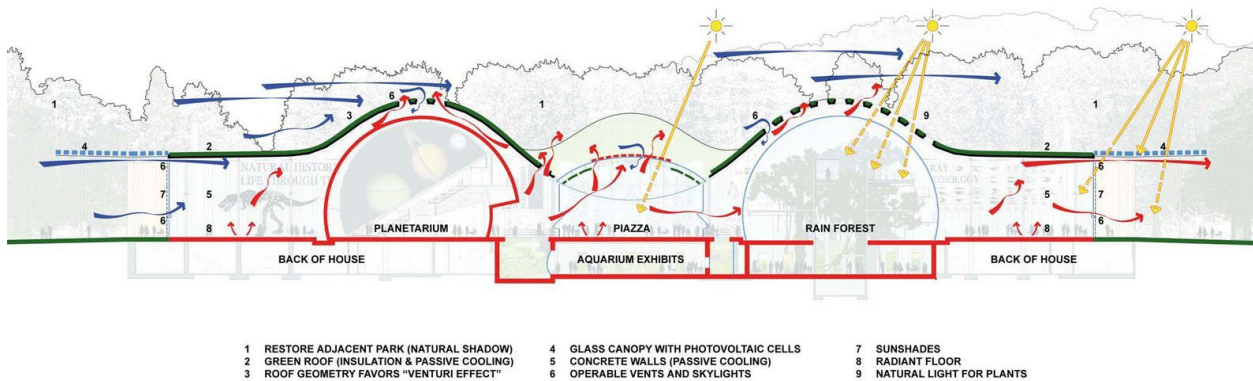 1
6
3
1
6
9
1
4
2
2
4
6
NATURAL HISTOR
LIFE THROUGH T
7
5
6
8
6
5
7
6
8
PLANETARIUM
PIAZZA
RAIN FOREST
BACK OF HOUSE
AQUARIUM EXHIBITS
BACK OF HOUSE
1 RESTORE ADJACENT PARK (NATURAL SHADOW)
2 GREEN ROOF (INSULATION & PASSIVE COOLING)
3 ROOF GEOMETRY FAVORS “VENTURI EFFECT”
4 GLASS CANOPY WITH PHOTOVOLTAIC CELLS
5 CONCRETE WALLS (PASSIVE COOLING)
6 OPERABLE VENTS AND SKYLIGHTS
7 SUNSHADES
8 RADIANT FLOOR
9 NATURAL LIGHT FOR PLANTS